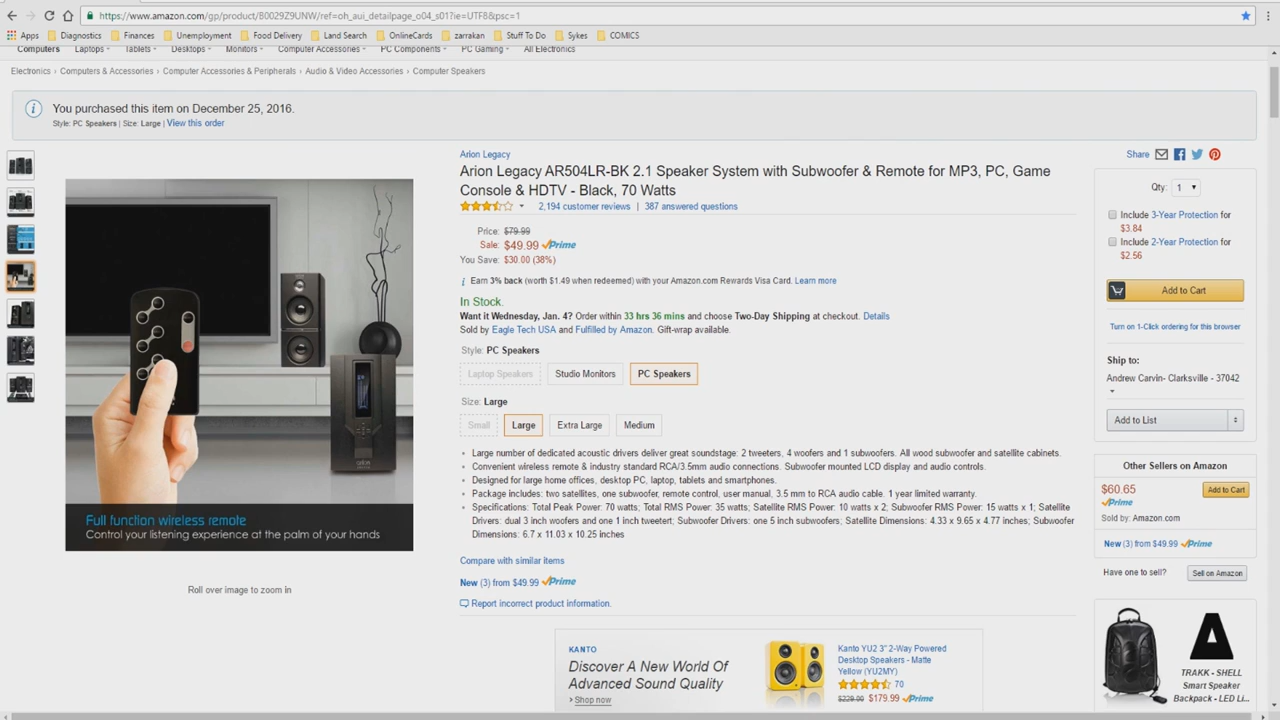 https://www.amazon.com/gp/product/B0029Z9UNW/ref=oh_aui_detailpage_o04_s01?ie=UTF8&psc=1
Apps Diagnostics Finances Unemployment Food Delivery Land Search OnlineCards zarrakan Stuff To Do Sykes COMICS
Computers Laptops Tablets Desktops Monitors Computer Accessories PC Components PC Gaming All Electronics
Electronics › Computers & Accessories › Computer Accessories & Peripherals › Audio & Video Accessories › Computer Speakers
You purchased this item on December 25, 2016.
Style: PC Speakers | Size: Large | View this order
Full function wireless remote
Control your listening experience at the palm of your hands
Roll over image to zoom in
Arion Legacy
Arion Legacy AR504LR-BK 2.1 Speaker System with Subwoofer & Remote for MP3, PC, Game
Console & HDTV - Black, 70 Watts
2,194 customer reviews | 387 answered questions
Price: $79.99
Sale: $49.99 Prime
You Save: $30.00 (38%)
Earn 3% back (worth $1.49 when redeemed) with your Amazon.com Rewards Visa Card. Learn more
In Stock.
Want it Wednesday, Jan. 4? Order within 33 hrs 36 mins and choose Two-Day Shipping at checkout. Details
Sold by Eagle Tech USA and Fulfilled by Amazon. Gift-wrap available.
Style: PC Speakers
Laptop Speakers Studio Monitors PC Speakers
Size: Large
Small Large Extra Large Medium
• Large number of dedicated acoustic drivers deliver great soundstage: 2 tweeters, 4 woofers and 1 subwoofers. All wood subwoofer and satellite cabinets.
• Convenient wireless remote & industry standard RCA/3.5mm audio connections. Subwoofer mounted LCD display and audio controls.
• Designed for large home offices, desktop PC, laptop, tablets and smartphones.
• Package includes: two satellites, one subwoofer, remote control, user manual, 3.5 mm to RCA audio cable. 1 year limited warranty.
• Specifications: Total Peak Power: 70 watts; Total RMS Power: 35 watts; Satellite RMS Power: 10 watts x 2; Subwoofer RMS Power: 15 watts x 1; Satellite
Drivers: dual 3 inch woofers and one 1 inch tweetert; Subwoofer Drivers: one 5 inch subwoofers; Satellite Dimensions: 4.33 x 9.65 x 4.77 inches; Subwoofer
Dimensions: 6.7 x 11.03 x 10.25 inches
Compare with similar items
New (3) from $49.99 Prime
Report incorrect product information.
KANTO
Discover A New World Of
Advanced Sound Quality
› Shop now
Kanto YU2 3" 2-Way Powered
Desktop Speakers - Matte
Yellow (YU2MY)
70
$229.99 $179.99 Prime
Share
Qty: 1
Include 3-Year Protection for
$3.84
Include 2-Year Protection for
$2.56
Add to Cart
Turn on 1-Click ordering for this browser
Ship to:
Andrew Carvin- Clarksville - 37042
Add to List
Other Sellers on Amazon
$60.65 Add to Cart
Prime
Sold by: Amazon.com
New (3) from $49.99 Prime
Have one to sell? Sell on Amazon
TRAKK - SHELL
Smart Speaker
Backpack - LED Li...